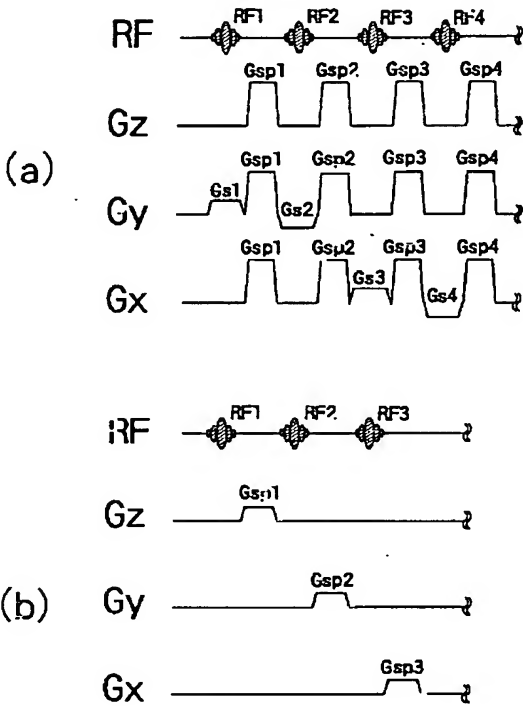 (a)
RF RF1 RF2 RF3 RF4
Gz Gsp1 Gsp2 Gsp3 Gsp4
Gy Gs1 Gsp1 Gs2 Gsp2 Gsp3 Gsp4
Gx Gsp1 Gsp2 Gs3 Gsp3 Gs4 Gsp4
(b)
RF RF1 RF2 RF3
Gz Gsp1
Gy Gsp2
Gx Gsp3